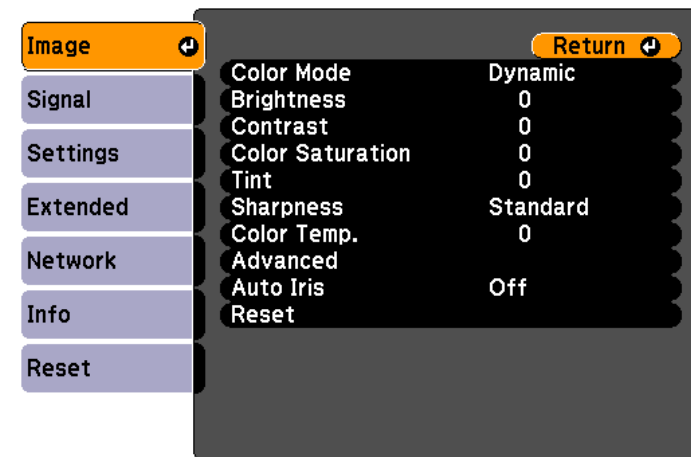 Image
Signal
Settings
Extended
Network
Info
Reset
Return
Color Mode Dynamic
Brightness 0
Contrast 0
Color Saturation 0
Tint 0
Sharpness Standard
Color Temp. 0
Advanced
Auto Iris Off
Reset